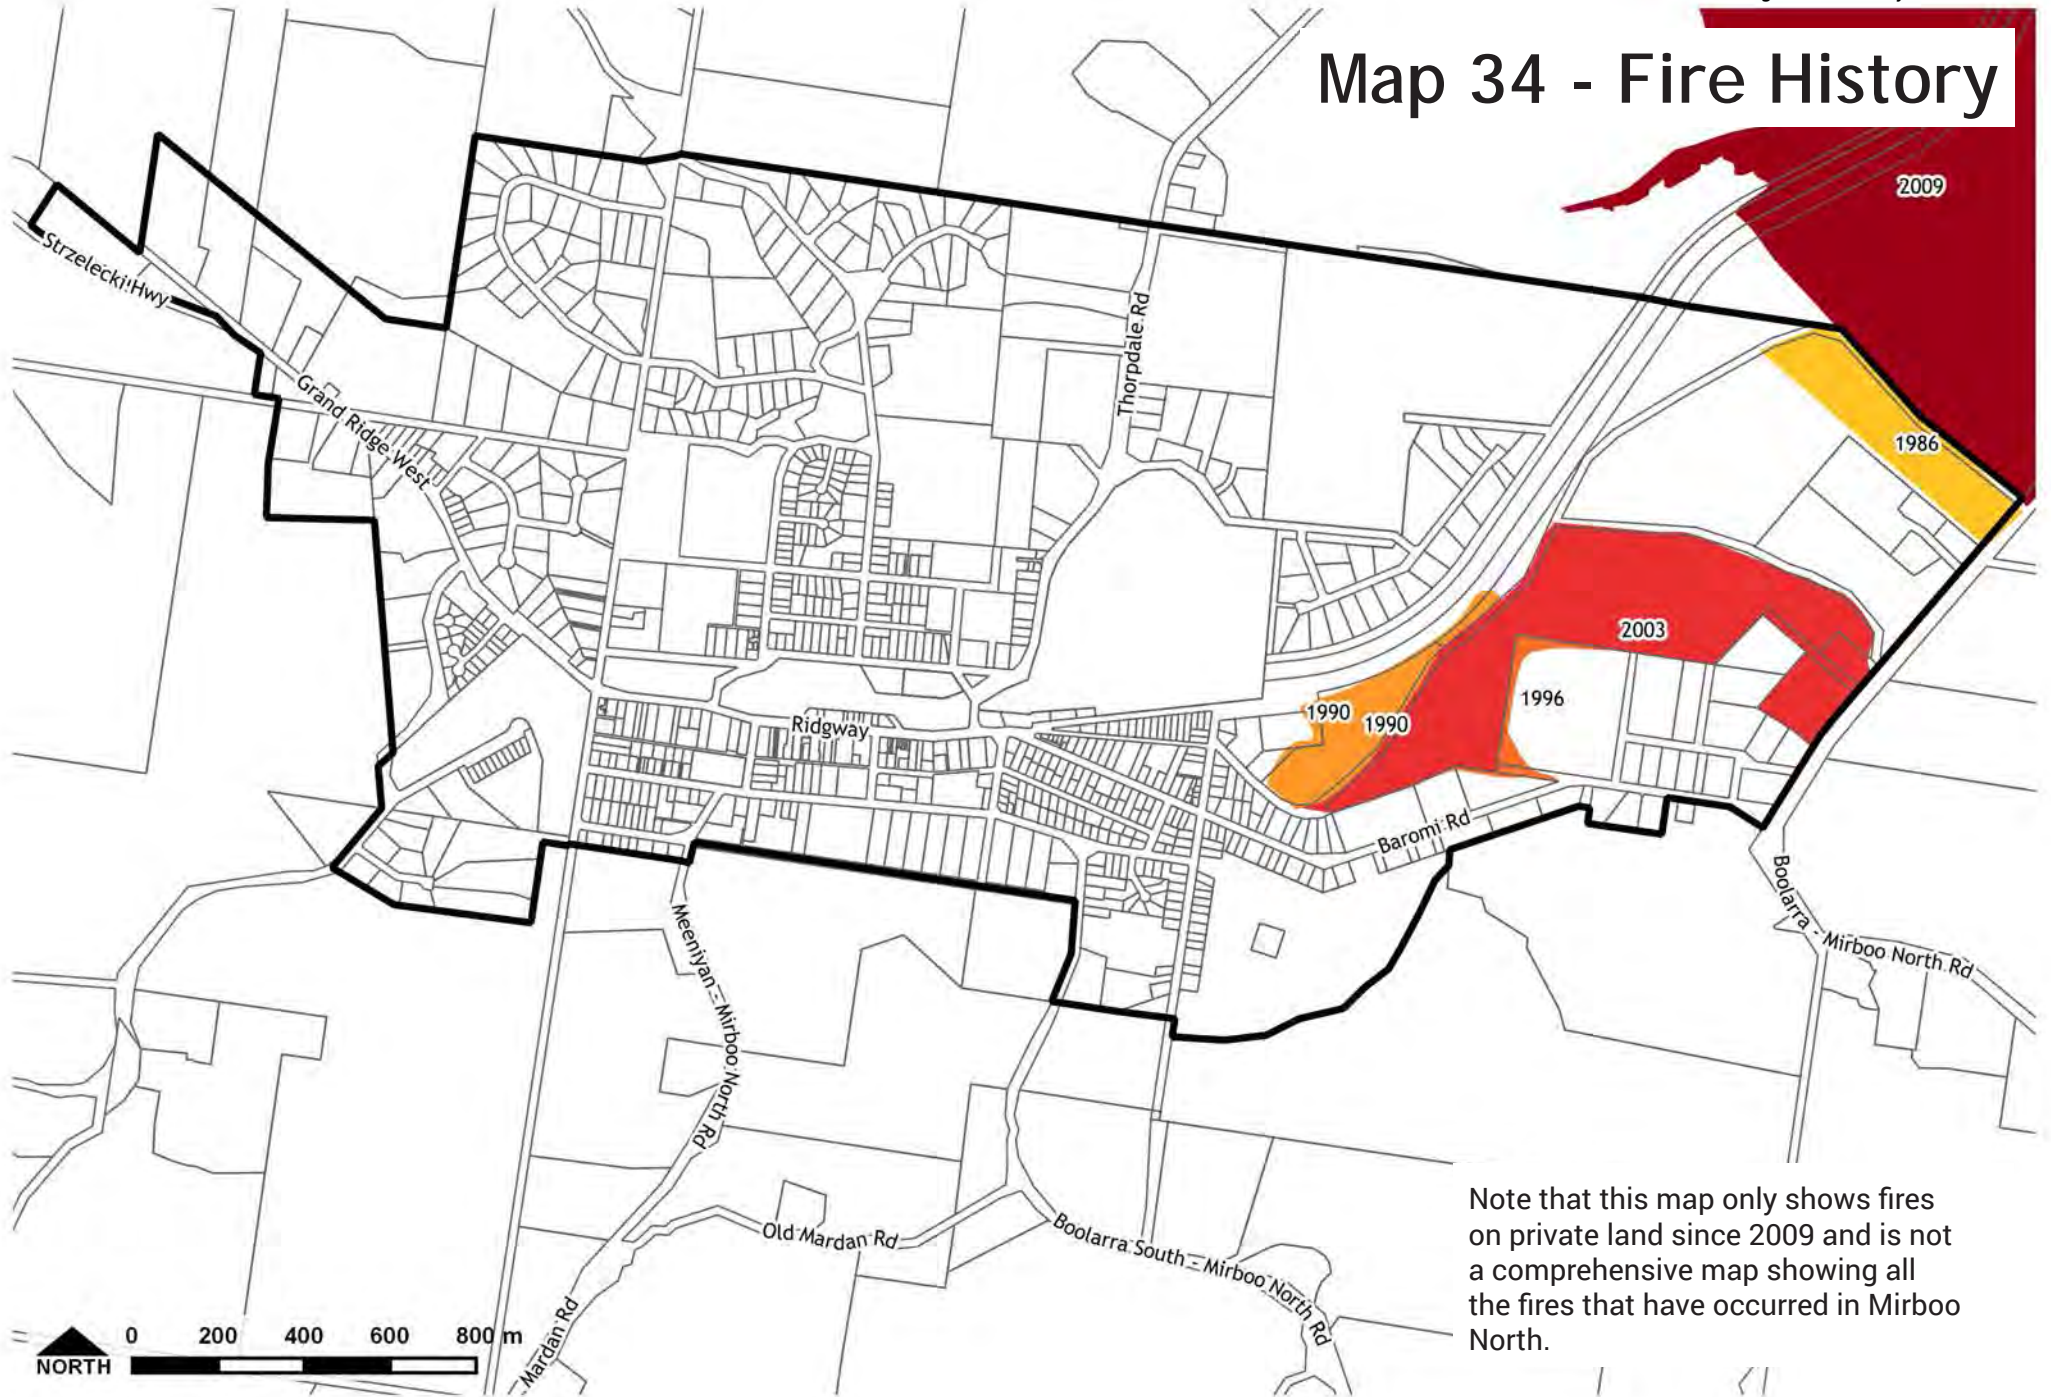 Map 34 - Fire History
2009
Strzelecki Hwy
Thorpdale Rd
Grand Ridge West
1986
2003
1996
1990
1990
Ridgway
Baromi Rd
Boolarra - Mirboo North Rd
Meeniyan - Mirboo North Rd
Old Mardan Rd
Boolarra South - Mirboo North Rd
Mardan Rd
Note that this map only shows fires
on private land since 2009 and is not
a comprehensive map showing all
the fires that have occurred in Mirboo
North.
0 200 400 600 800 m
NORTH